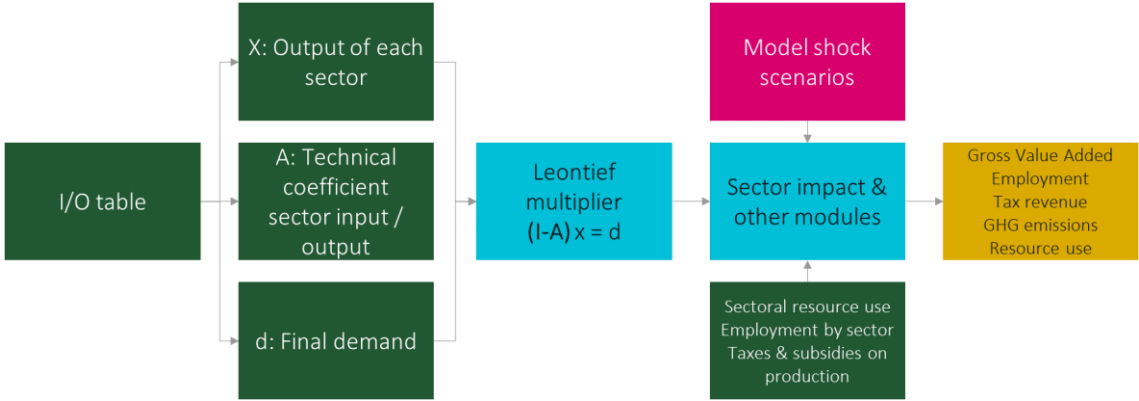 I/O table
X: Output of each
sector
A: Technical
coefficient
sector input /
output
d: Final demand
Leontief
multiplier
(I-A) x = d
Model shock
scenarios
Sector impact &
other modules
Sectoral resource use
Employment by sector
Taxes & subsidies on
production
Gross Value Added
Employment
Tax revenue
GHG emissions
Resource use